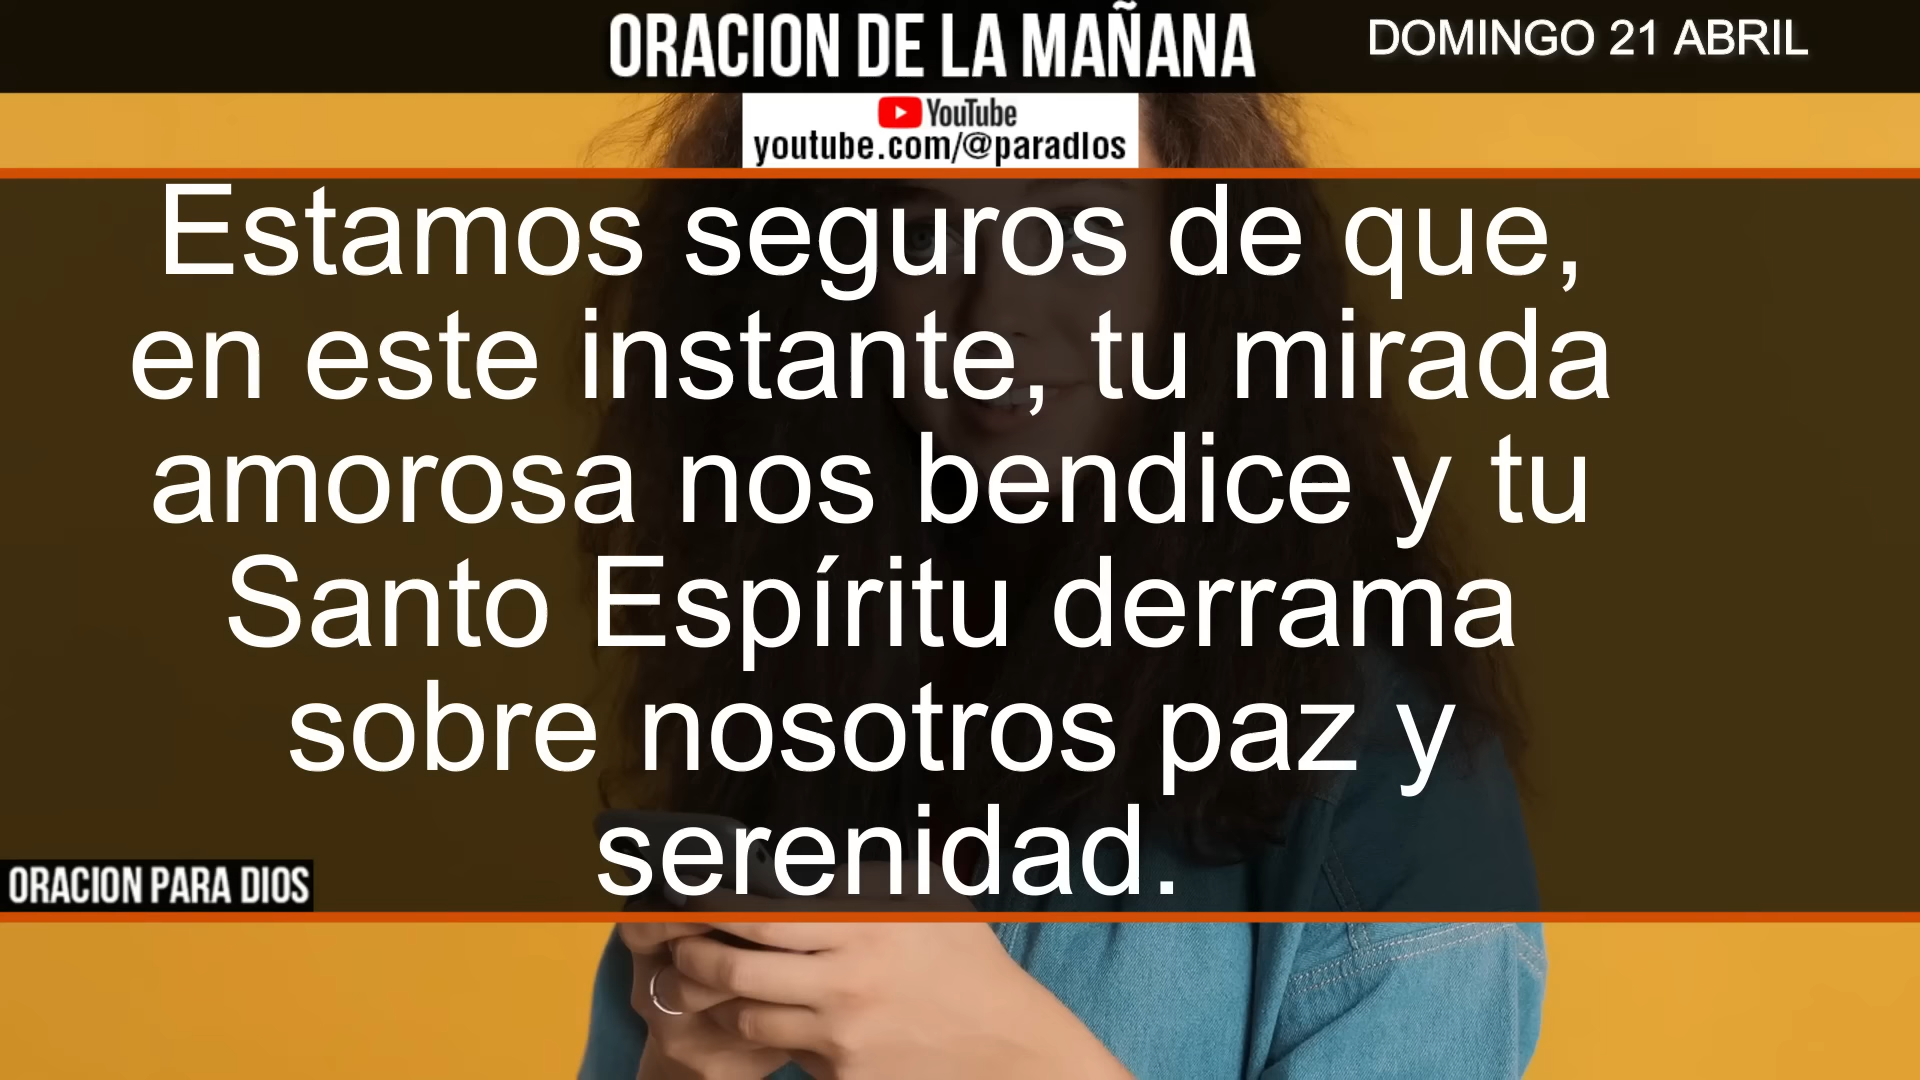 ORACION DE LA MAÑANA
DOMINGO 21 ABRIL
YouTube
youtube.com/@paradIos
Estamos seguros de que,
en este instante, tu mirada
amorosa nos bendice y tu
Santo Espíritu derrama
sobre nosotros paz y
serenidad.
ORACION PARA DIOS